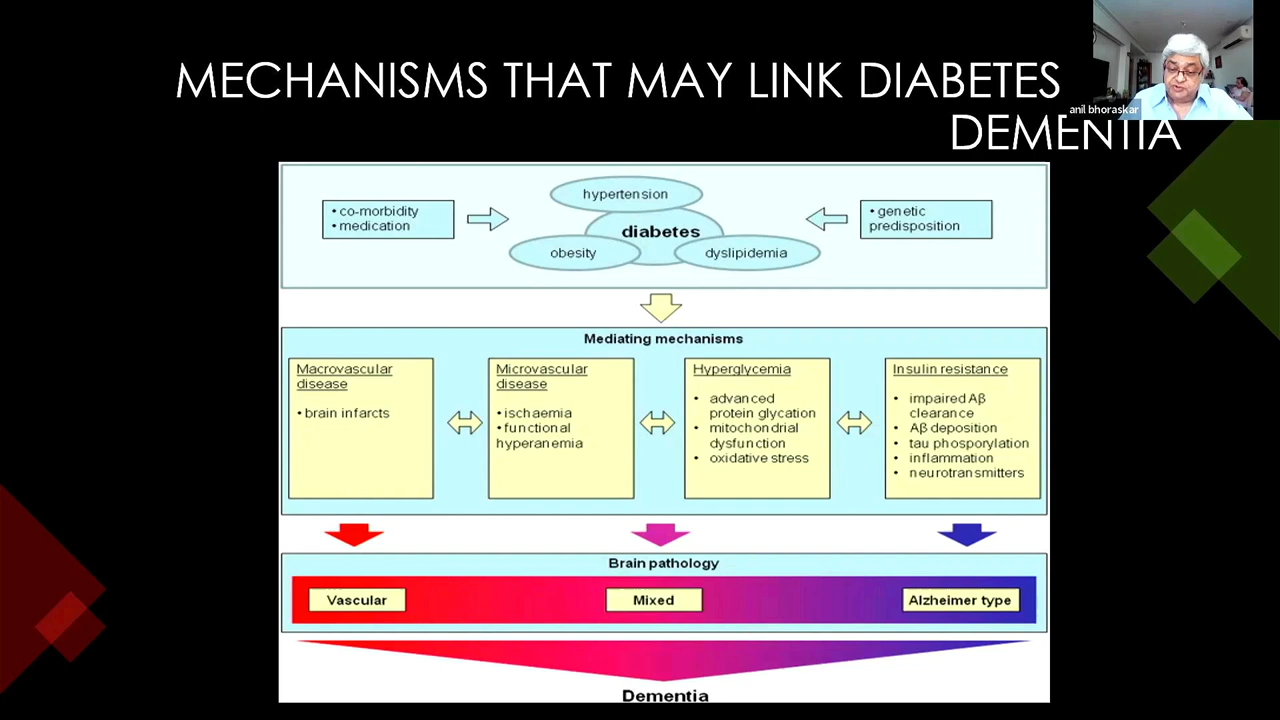 MECHANISMS THAT MAY LINK DIABETES
DEMENTIA
anil bhoraskar
• co-morbidity
• medication
hypertension
diabetes
obesity
dyslipidemia
• genetic
predisposition
Mediating mechanisms
Macrovascular
disease
• brain infarcts
Microvascular
disease
• ischaemia
• functional
hyperanemia
Hyperglycemia
• advanced
protein glycation
• mitochondrial
dysfunction
• oxidative stress
Insulin resistance
• impaired Aβ
clearance
• Aβ deposition
• tau phosporylation
• inflammation
• neurotransmitters
Brain pathology
Vascular
Mixed
Alzheimer type
Dementia